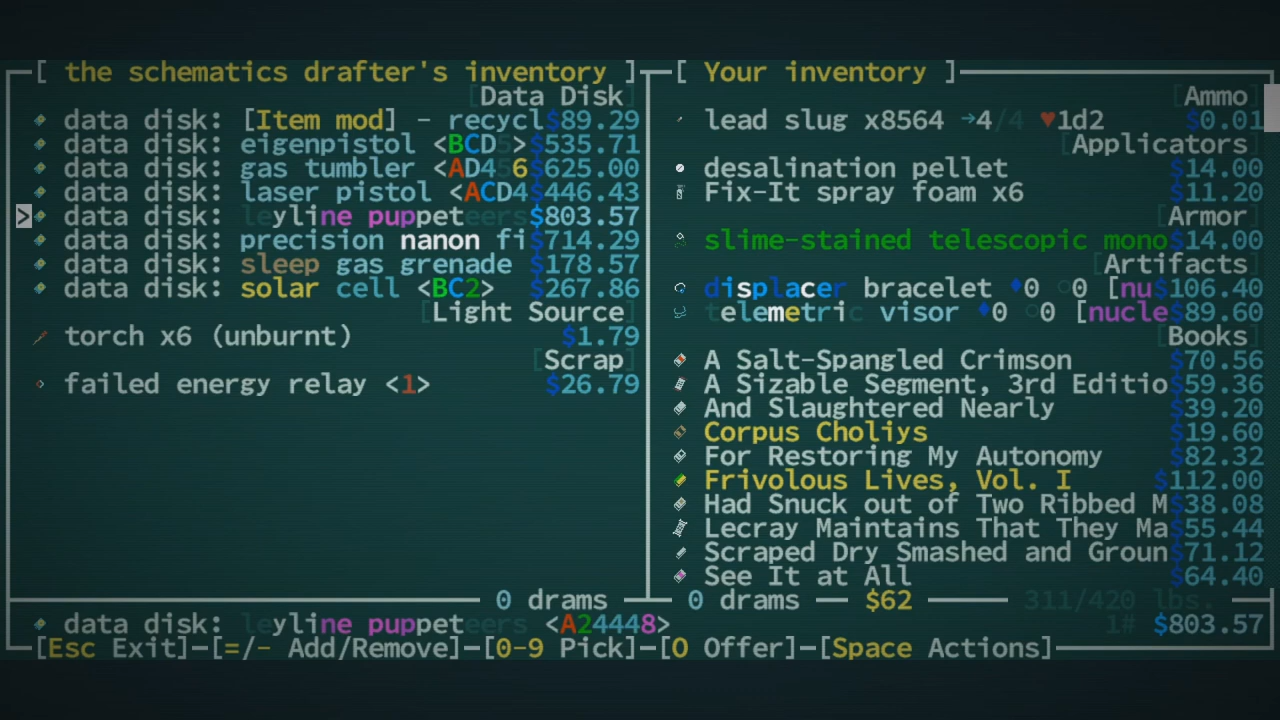 [ the schematics drafter's inventory ]
[Data Disk]
data disk: [Item mod] - recycl $89.29
data disk: eigenpistol <BCD5> $535.71
data disk: gas tumbler <AD456 $625.00
data disk: laser pistol <ACD4 $446.43
> data disk: leyline puppeteers $803.57
data disk: precision nanon fi $714.29
data disk: sleep gas grenade $178.57
data disk: solar cell <BC2> $267.86
[Light Source]
torch x6 (unburnt) $1.79
[Scrap]
failed energy relay <1> $26.79
0 drams
[ Your inventory ]
[Ammo]
lead slug x8564 →4/4 ♥1d2 $0.01
[Applicators]
desalination pellet $14.00
Fix-It spray foam x6 $11.20
[Armor]
slime-stained telescopic mono $14.00
[Artifacts]
displacer bracelet ♦0 ○0 [nu $106.40
telemetric visor ♦0 ○0 [nucle $89.60
[Books]
A Salt-Spangled Crimson $70.56
A Sizable Segment, 3rd Editio $59.36
And Slaughtered Nearly $39.20
Corpus Choliys $19.60
For Restoring My Autonomy $82.32
Frivolous Lives, Vol. I $112.00
Had Snuck out of Two Ribbed M $38.08
Lecray Maintains That They Ma $55.44
Scraped Dry Smashed and Groun $71.12
See It at All $64.40
0 drams — $62 311/420 lbs.
data disk: leyline puppeteers <A24448> 1# $803.57
[Esc Exit]—[=/- Add/Remove]—[0-9 Pick]—[O Offer]—[Space Actions]